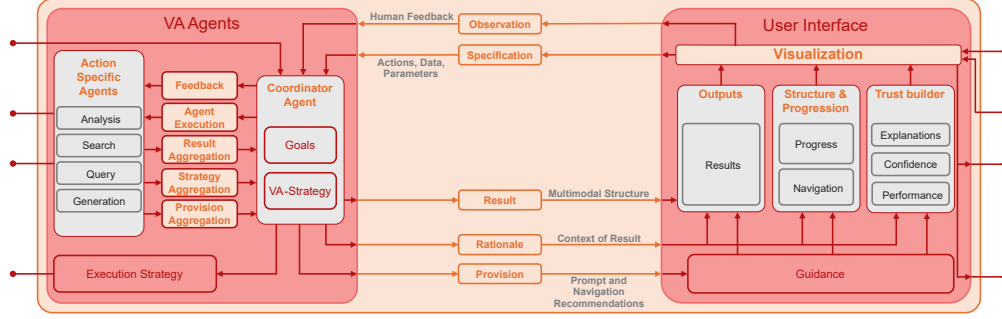 VA Agents
Action
Specific
Agents
Analysis
Search
Query
Generation
Feedback
Agent
Execution
Result
Aggregation
Strategy
Aggregation
Provision
Aggregation
Coordinator
Agent
Goals
VA-Strategy
Execution Strategy
Human Feedback
Observation
Specification
Actions, Data,
Parameters
Result
Multimodal Structure
Rationale
Context of Result
Provision
Prompt and
Navigation
Recommendations
User Interface
Visualization
Outputs
Results
Structure &
Progression
Progress
Navigation
Trust builder
Explanations
Confidence
Performance
Guidance